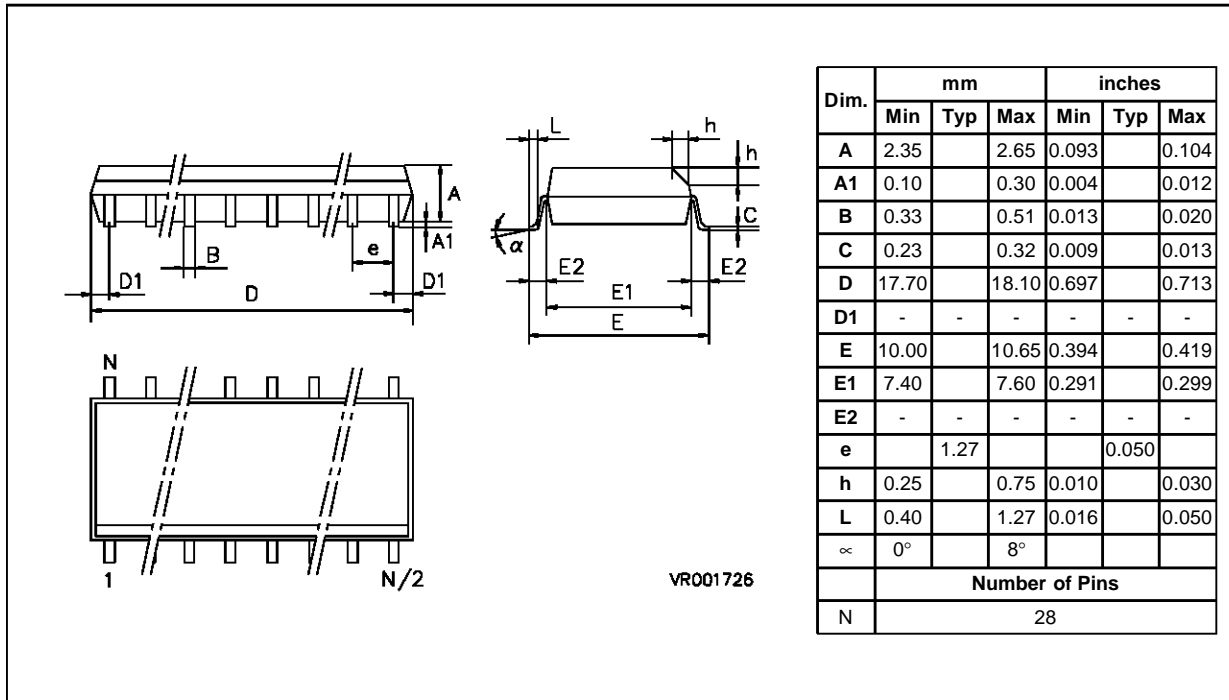 L
h
h
A
A1
C
α
B
e
D1
D
D1
E2
E1
E2
E
N
1
N/2
VR001726
Dim. mm inches
Min Typ Max Min Typ Max
A 2.35 2.65 0.093 0.104
A1 0.10 0.30 0.004 0.012
B 0.33 0.51 0.013 0.020
C 0.23 0.32 0.009 0.013
D 17.70 18.10 0.697 0.713
D1 - - - - - -
E 10.00 10.65 0.394 0.419
E1 7.40 7.60 0.291 0.299
E2 - - - - - -
e 1.27 0.050
h 0.25 0.75 0.010 0.030
L 0.40 1.27 0.016 0.050
∝ 0° 8°
Number of Pins
N 28